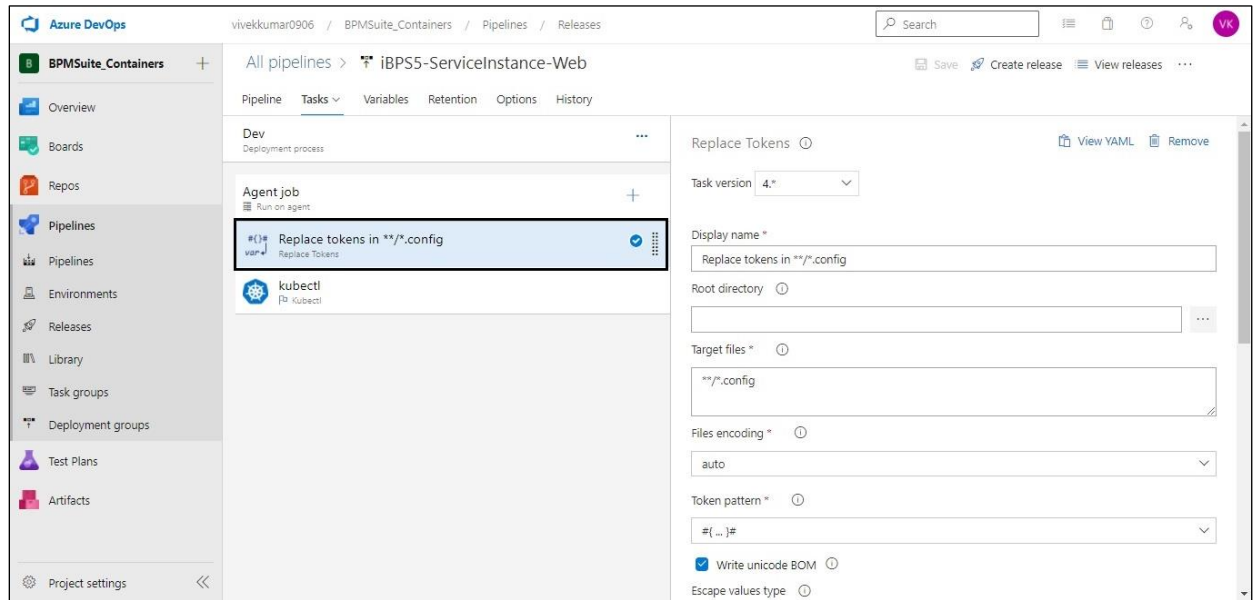 Azure DevOps
vivekkumar0906 / BPMSuite_Containers / Pipelines / Releases
Search
VK
B BPMSuite_Containers
All pipelines > iBPS5-ServiceInstance-Web
Save Create release View releases ...
Pipeline Tasks Variables Retention Options History
Overview
Boards
Repos
Pipelines
Pipelines
Environments
Releases
Library
Task groups
Deployment groups
Test Plans
Artifacts
Project settings
Dev
Deployment process
Agent job
Run on agent
#{}# Replace tokens in **/*.config
var Replace Tokens
kubectl
Kubectl
Replace Tokens View YAML Remove
Task version 4.*
Display name *
Replace tokens in **/*.config
Root directory
Target files *
**/*.config
Files encoding *
auto
Token pattern *
#{ ... }#
Write unicode BOM
Escape values type